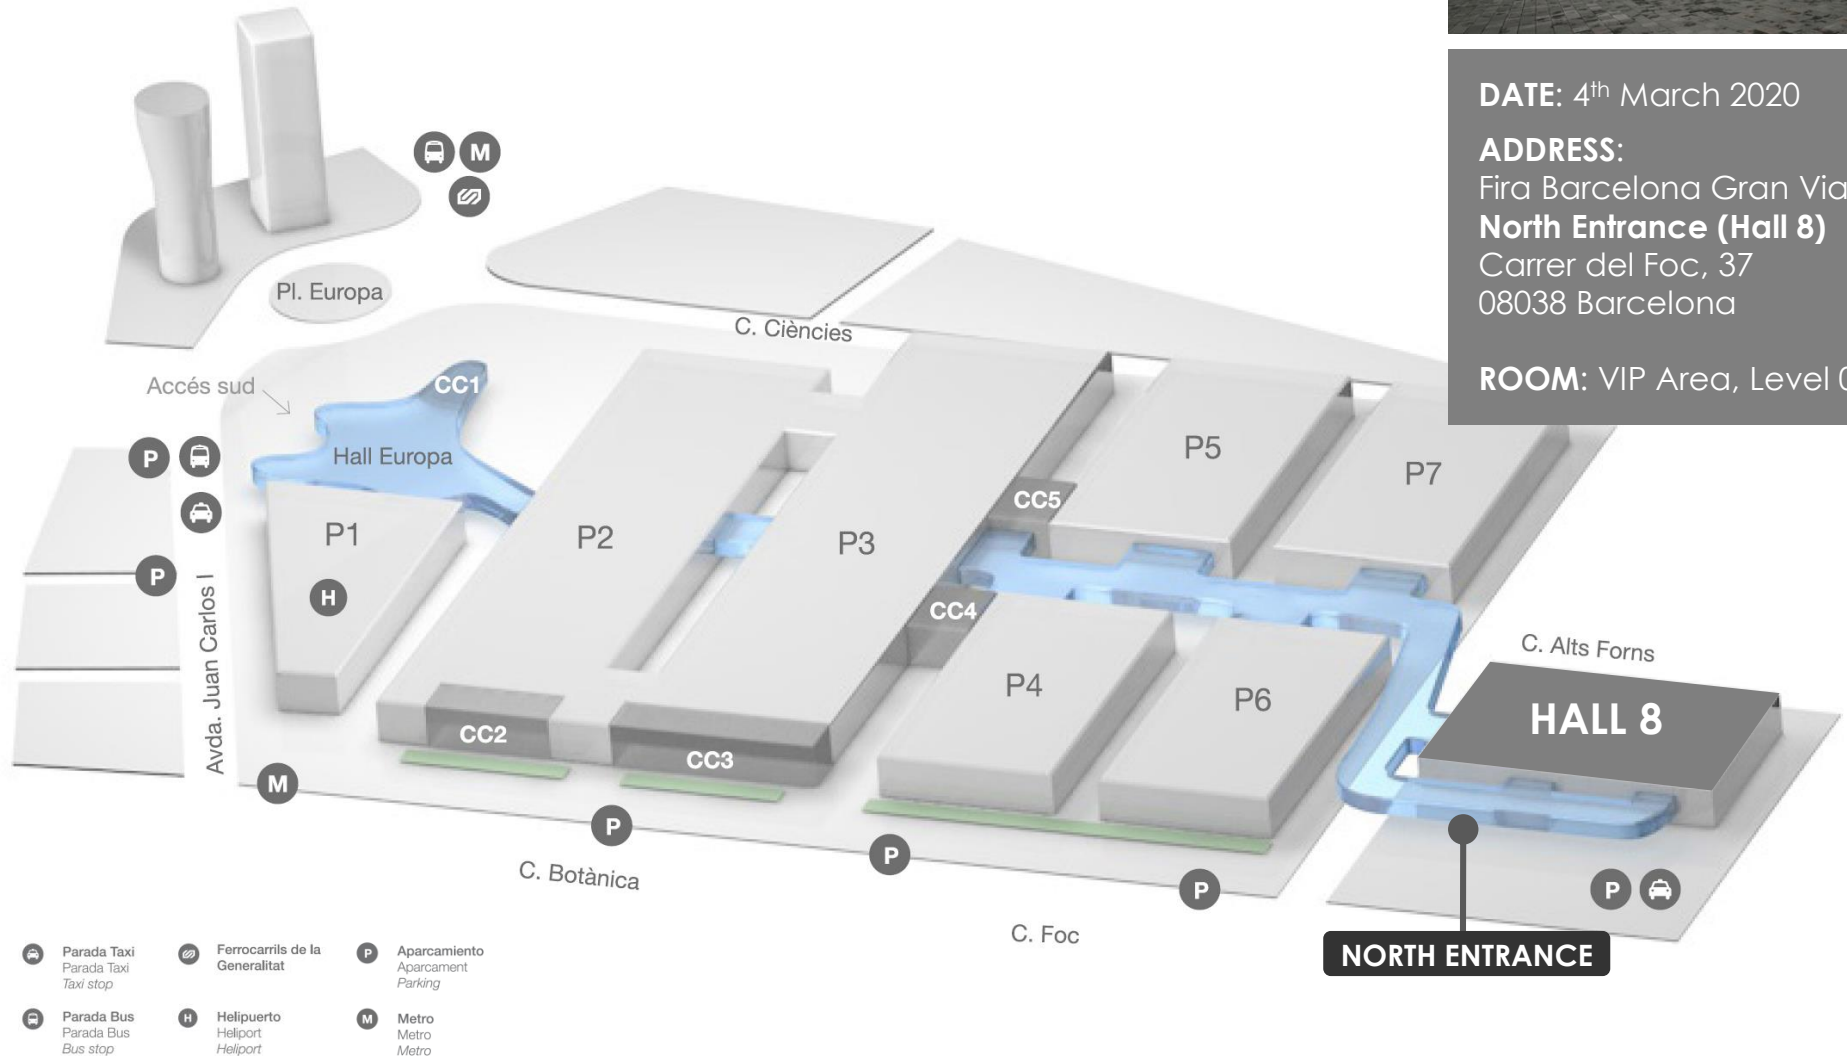 DATE: 4th March 2020
ADDRESS:
Fira Barcelona Gran Via
North Entrance (Hall 8)
Carrer del Foc, 37
08038 Barcelona
ROOM: VIP Area, Level 0
M
Pl. Europa
C. Ciències
Accés sud
CC1
Hall Europa
P
P
P1
H
P2
P3
P5
P7
CC5
CC4
P4
P6
C. Alts Forns
HALL 8
Avda. Juan Carlos I
CC2
CC3
M
P
P
P
P
C. Botànica
C. Foc
NORTH ENTRANCE
Parada Taxi
Parada Taxi
Taxi stop
Ferrocarrils de la
Generalitat
P
Aparcamiento
Aparcament
Parking
Parada Bus
Parada Bus
Bus stop
H
Helipuerto
Heliport
Heliport
M
Metro
Metro
Metro